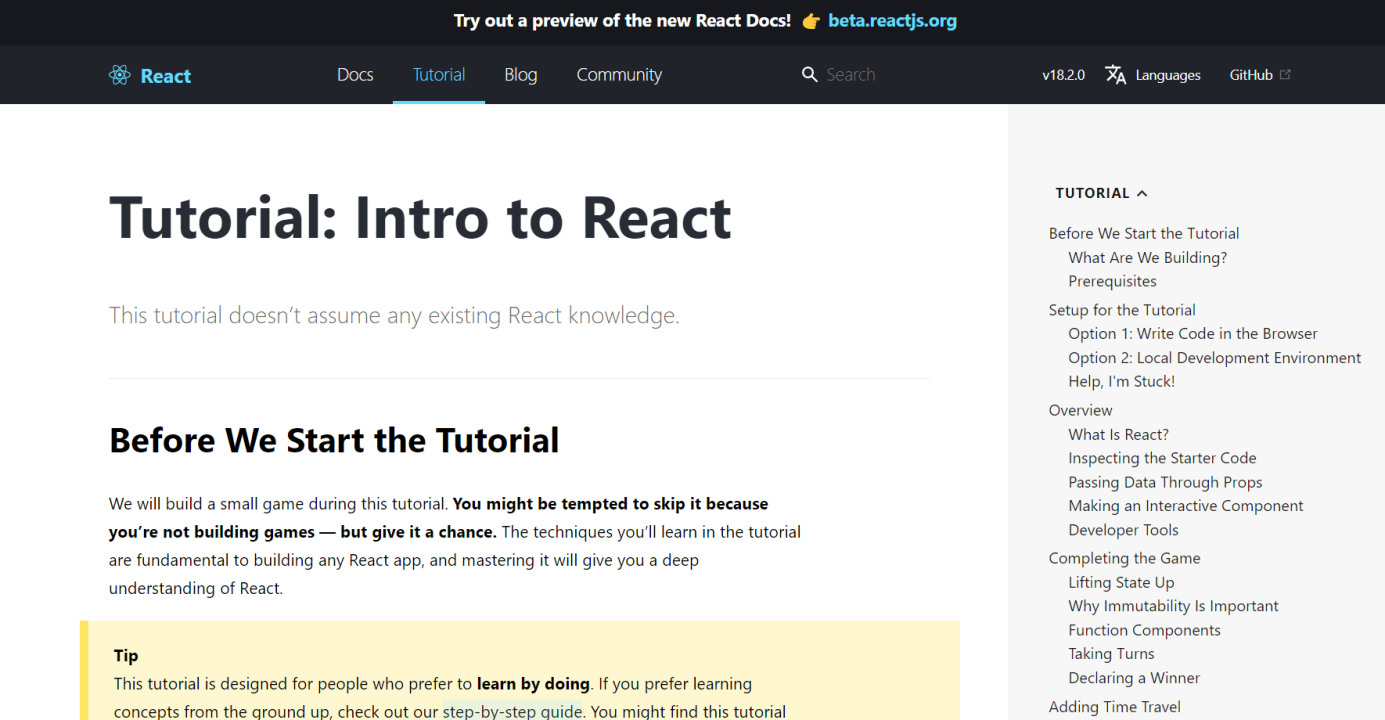 Try out a preview of the new React Docs! 👉 beta.reactjs.org
React Docs Tutorial Blog Community Search v18.2.0 Languages GitHub
Tutorial: Intro to React
This tutorial doesn’t assume any existing React knowledge.
Before We Start the Tutorial
We will build a small game during this tutorial. You might be tempted to skip it because
you’re not building games — but give it a chance. The techniques you’ll learn in the tutorial
are fundamental to building any React app, and mastering it will give you a deep
understanding of React.
Tip
This tutorial is designed for people who prefer to learn by doing. If you prefer learning
concepts from the ground up, check out our step-by-step guide. You might find this tutorial
TUTORIAL
Before We Start the Tutorial
What Are We Building?
Prerequisites
Setup for the Tutorial
Option 1: Write Code in the Browser
Option 2: Local Development Environment
Help, I'm Stuck!
Overview
What Is React?
Inspecting the Starter Code
Passing Data Through Props
Making an Interactive Component
Developer Tools
Completing the Game
Lifting State Up
Why Immutability Is Important
Function Components
Taking Turns
Declaring a Winner
Adding Time Travel